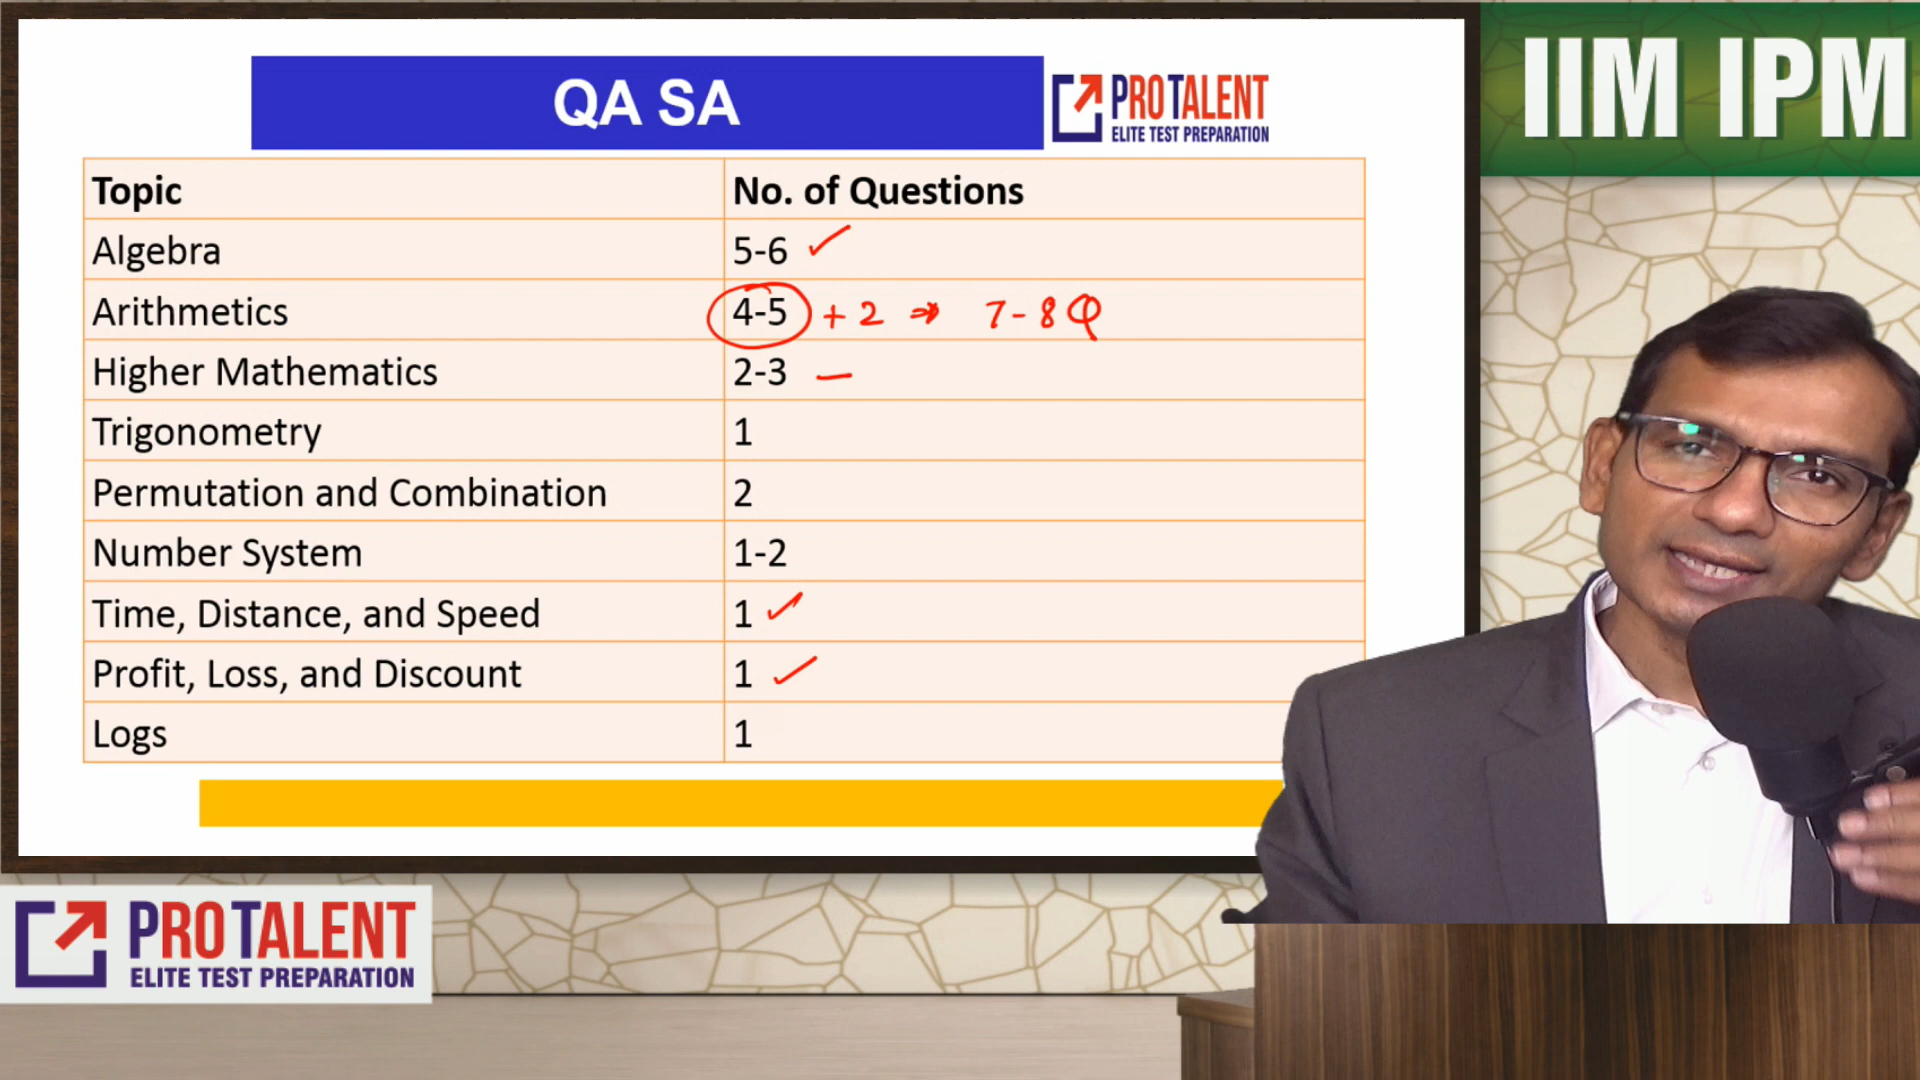 QA SA
PROTALENT
ELITE TEST PREPARATION
IIM IPM
Topic No. of Questions
Algebra 5-6
Arithmetics 4-5 + 2 ⇒ 7-8Q
Higher Mathematics 2-3
Trigonometry 1
Permutation and Combination 2
Number System 1-2
Time, Distance, and Speed 1
Profit, Loss, and Discount 1
Logs 1
PROTALENT
ELITE TEST PREPARATION